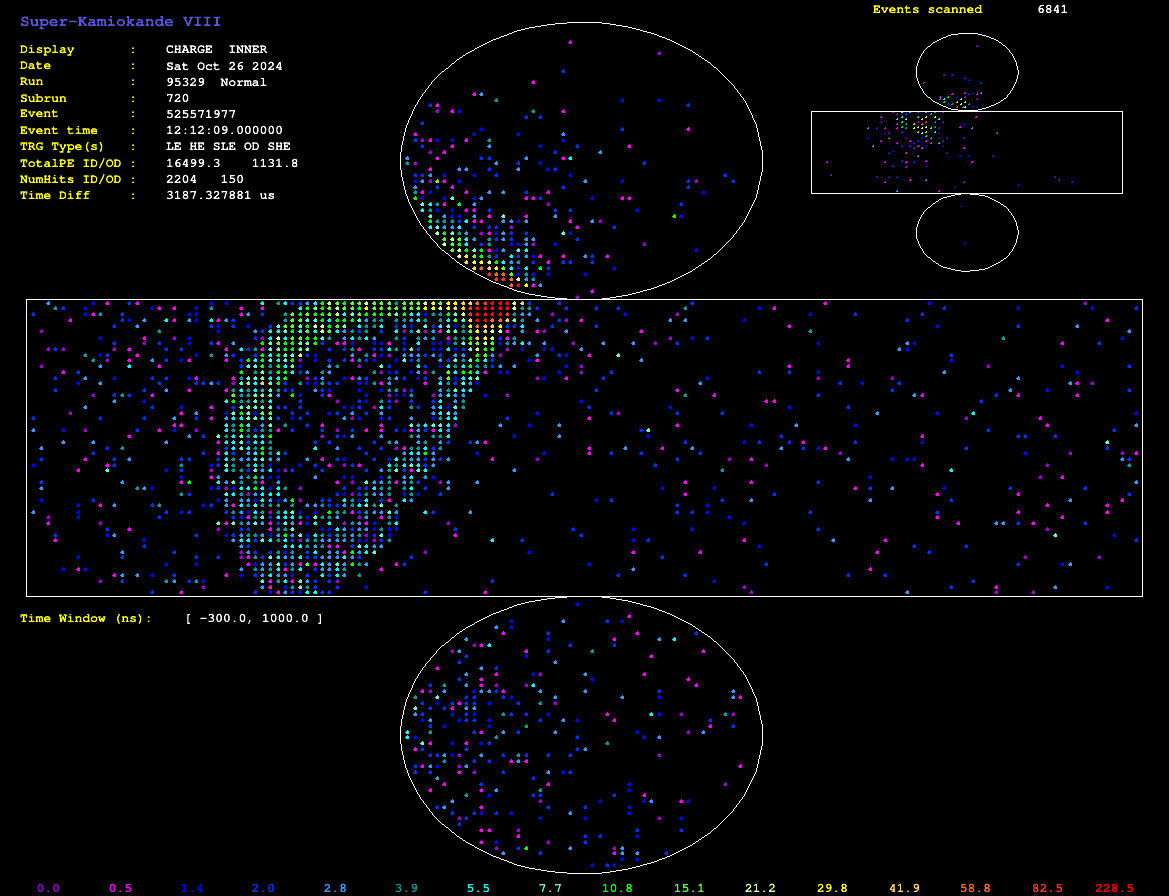 Super-Kamiokande VIII
Events scanned 6841
Display : CHARGE INNER
Date : Sat Oct 26 2024
Run : 95329 Normal
Subrun : 720
Event : 525571977
Event time : 12:12:09.000000
TRG Type(s) : LE HE SLE OD SHE
TotalPE ID/OD : 16499.3 1131.8
NumHits ID/OD : 2204 150
Time Diff : 3187.327881 us
Time Window (ns): [ -300.0, 1000.0 ]
0.0 0.5 1.4 2.0 2.8 3.9 5.5 7.7 10.8 15.1 21.2 29.8 41.9 58.8 82.5 228.5